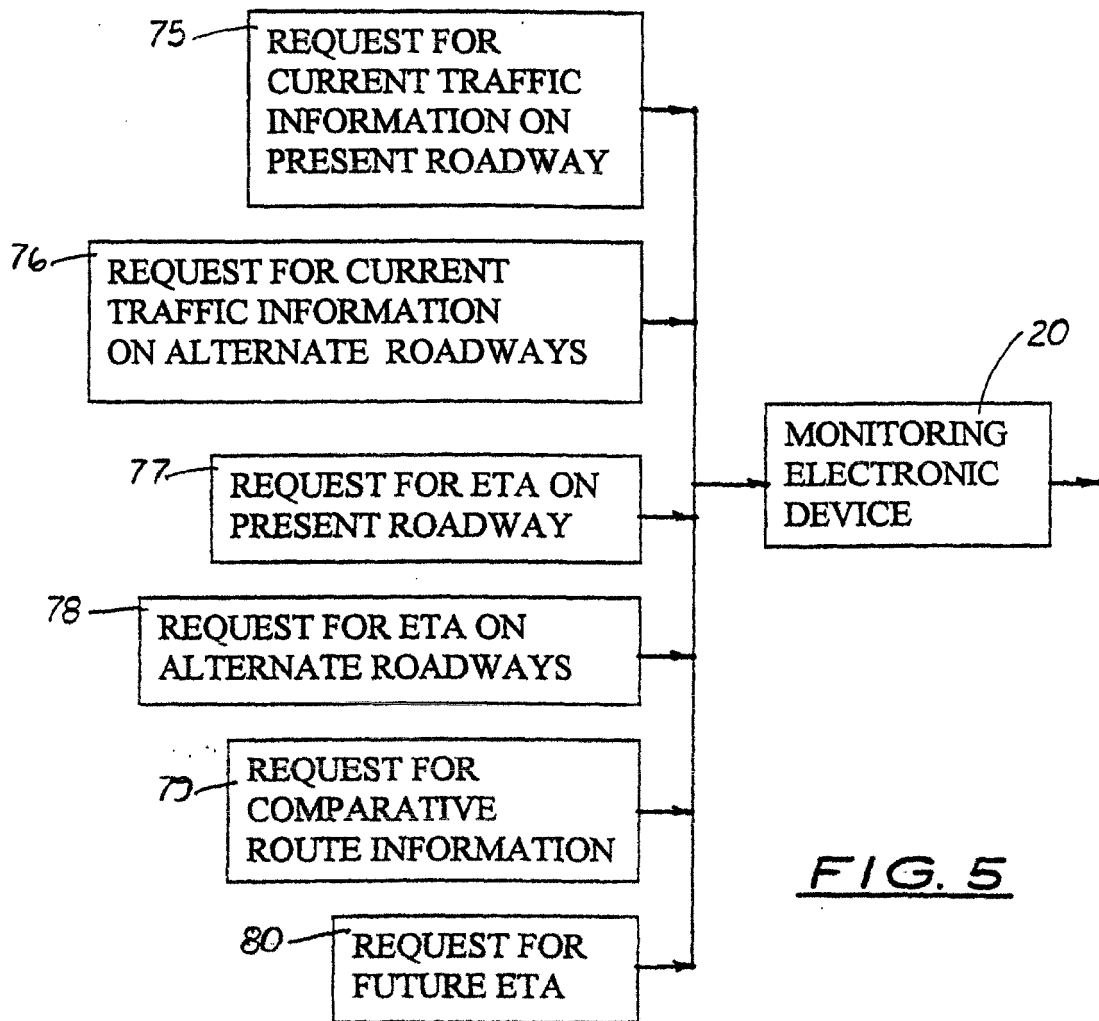 75
REQUEST FOR
CURRENT TRAFFIC
INFORMATION ON
PRESENT ROADWAY
76
REQUEST FOR CURRENT
TRAFFIC INFORMATION
ON ALTERNATE ROADWAYS
77
REQUEST FOR ETA ON
PRESENT ROADWAY
78
REQUEST FOR ETA ON
ALTERNATE ROADWAYS
79
REQUEST FOR
COMPARATIVE
ROUTE INFORMATION
80
REQUEST FOR
FUTURE ETA
20
MONITORING
ELECTRONIC
DEVICE
FIG. 5